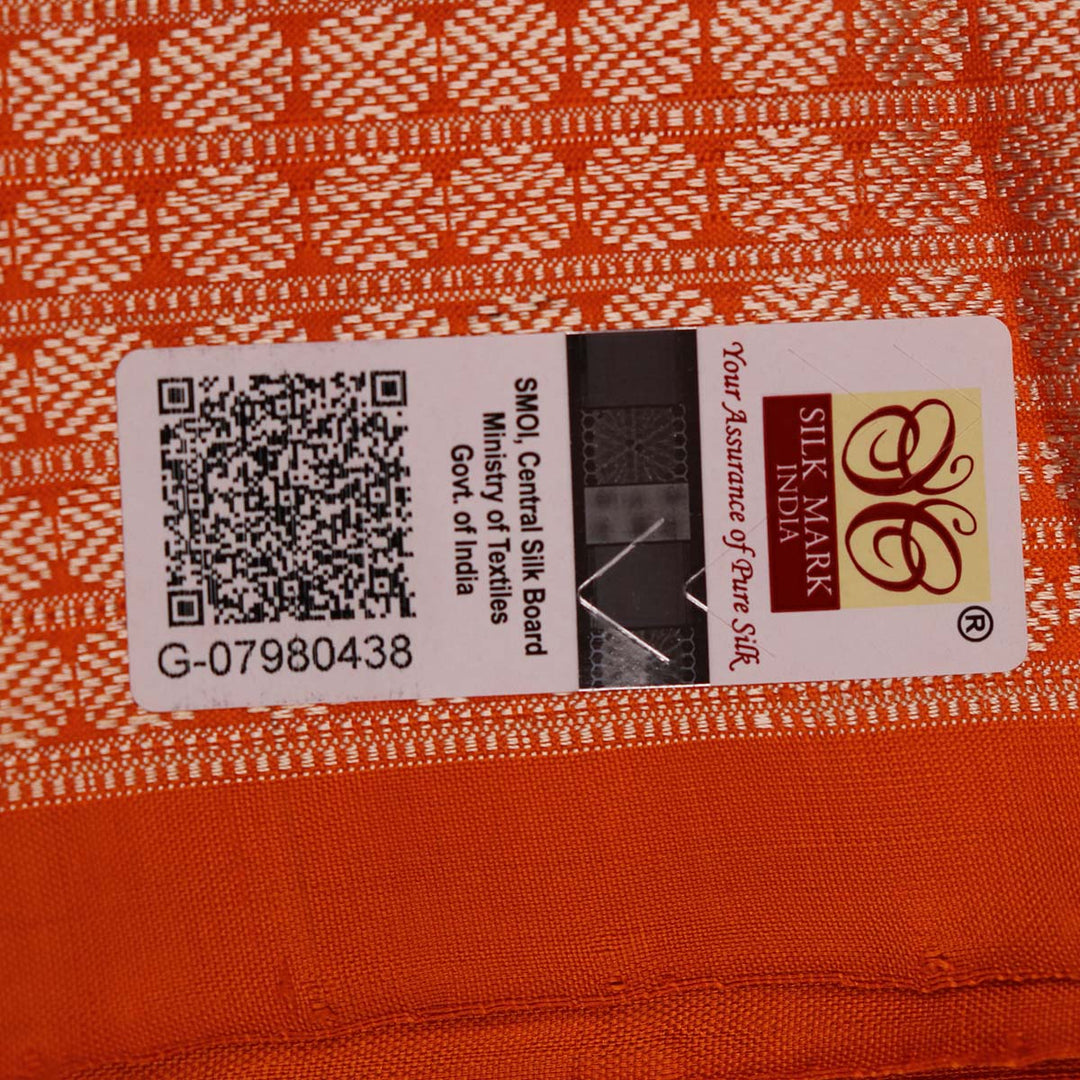 SILK MARK
INDIA
®
Your Assurance of Pure Silk
SMOI, Central Silk Board
Ministry of Textiles
Govt. of India
G-07980438